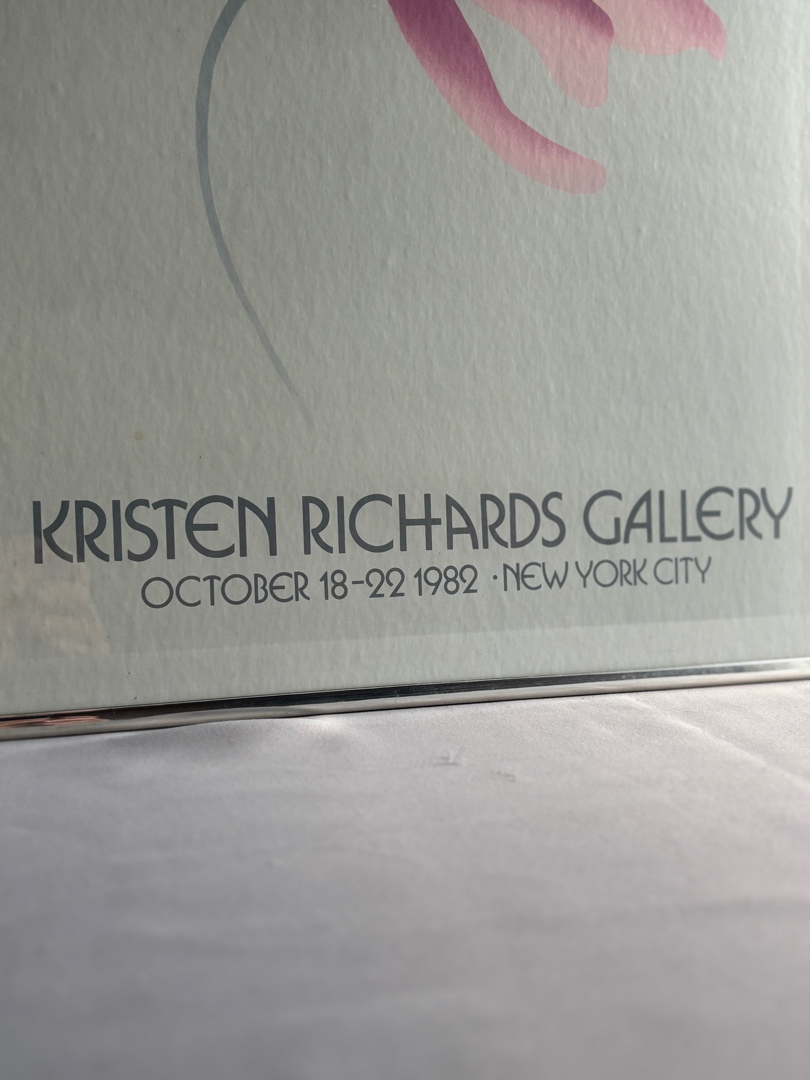 KRISTEN RICHARDS GALLERY
OCTOBER 18-22 1982 · NEW YORK CITY